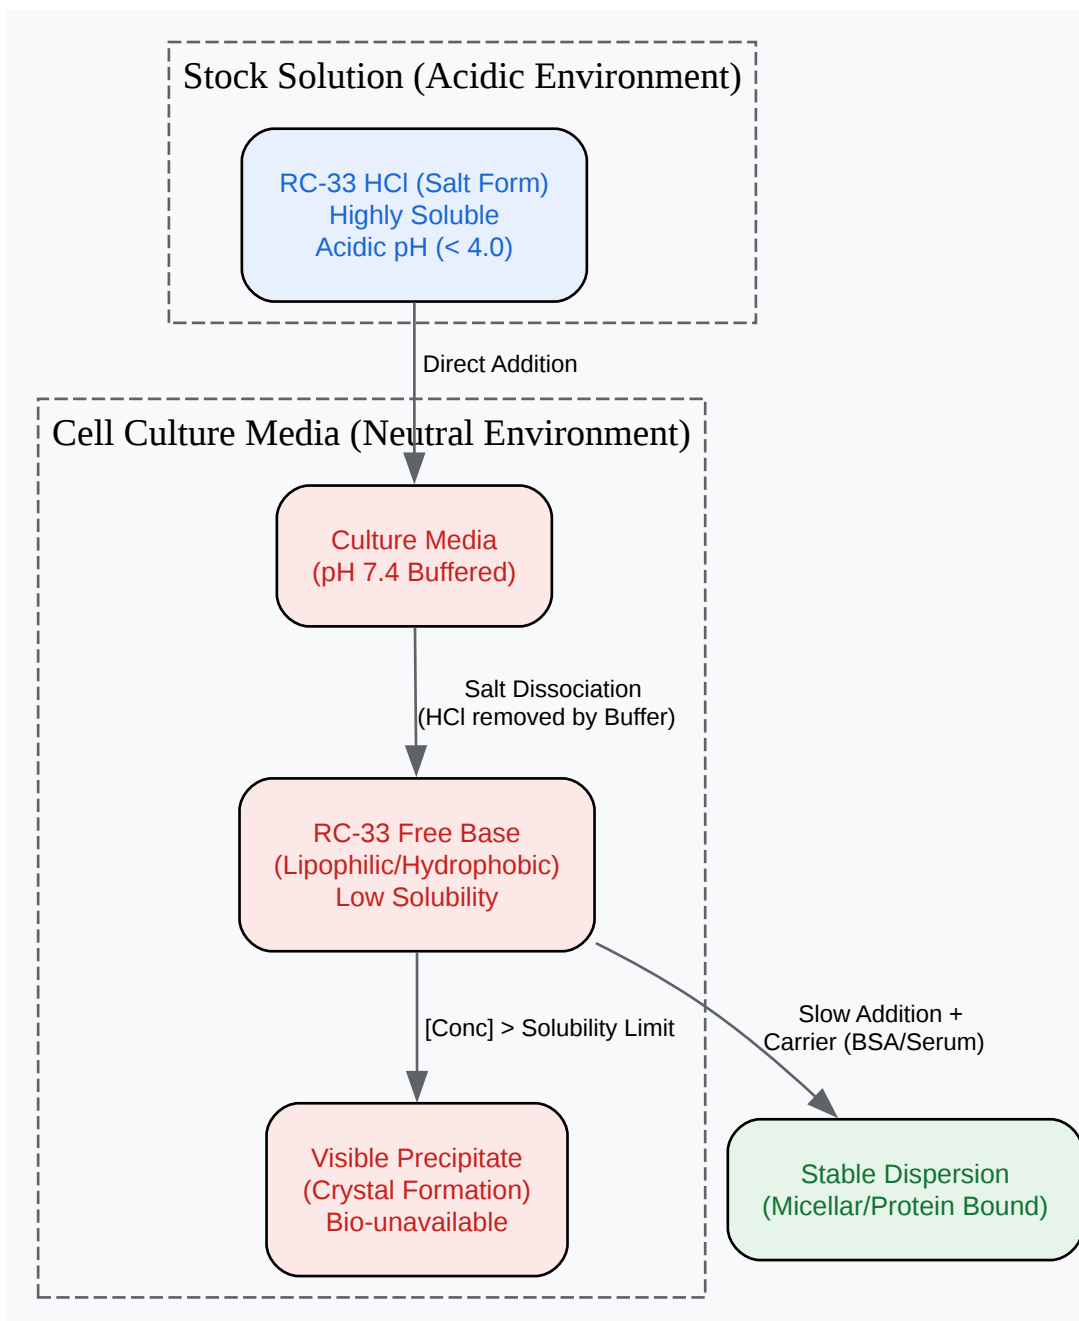 Stock Solution (Acidic Environment)
RC-33 HCl (Salt Form)
Highly Soluble
Acidic pH (< 4.0)
Direct Addition
Cell Culture Media (Neutral Environment)
Culture Media
(pH 7.4 Buffered)
Salt Dissociation
(HCl removed by Buffer)
RC-33 Free Base
(Lipophilic/Hydrophobic)
Low Solubility
[Conc] > Solubility Limit
Slow Addition +
Carrier (BSA/Serum)
Visible Precipitate
(Crystal Formation)
Bio-unavailable
Stable Dispersion
(Micellar/Protein Bound)